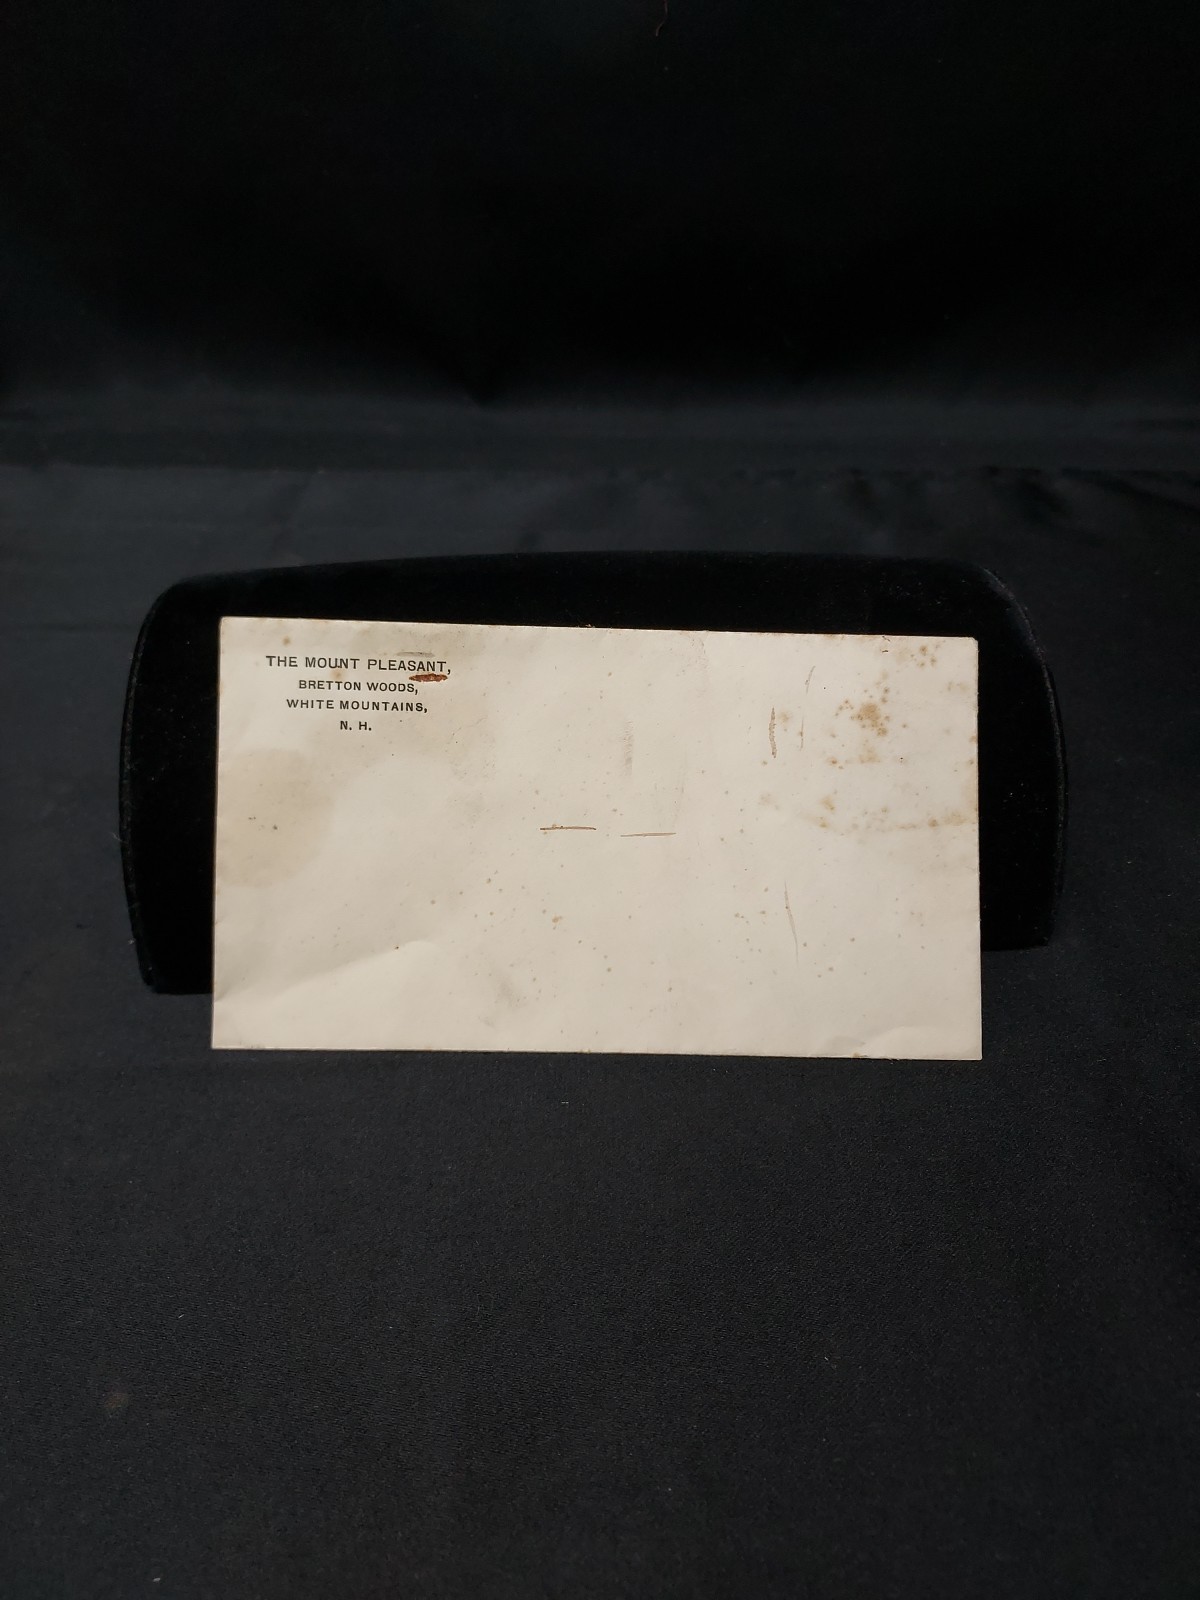 THE MOUNT PLEASANT,
BRETTON WOODS,
WHITE MOUNTAINS,
N. H.